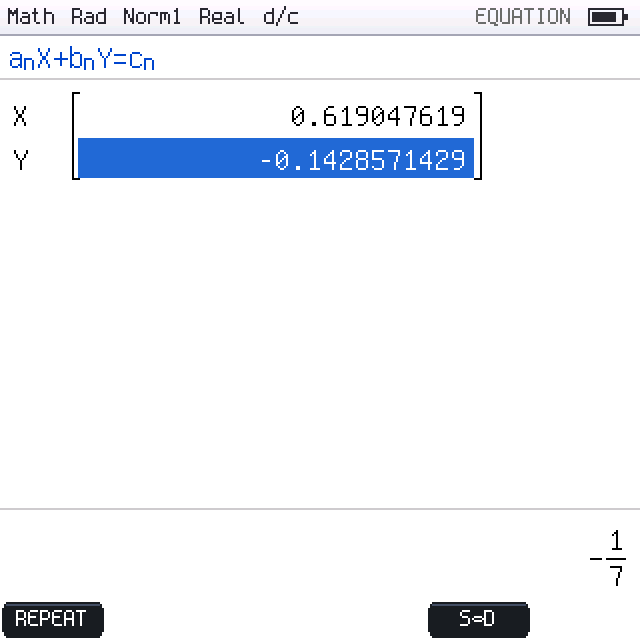 Math Rad Norm1 Real d/c EQUATION
aₙX+bₙY=cₙ
X 0.619047619
Y -0.1428571429
-1/7
REPEAT S⇔D